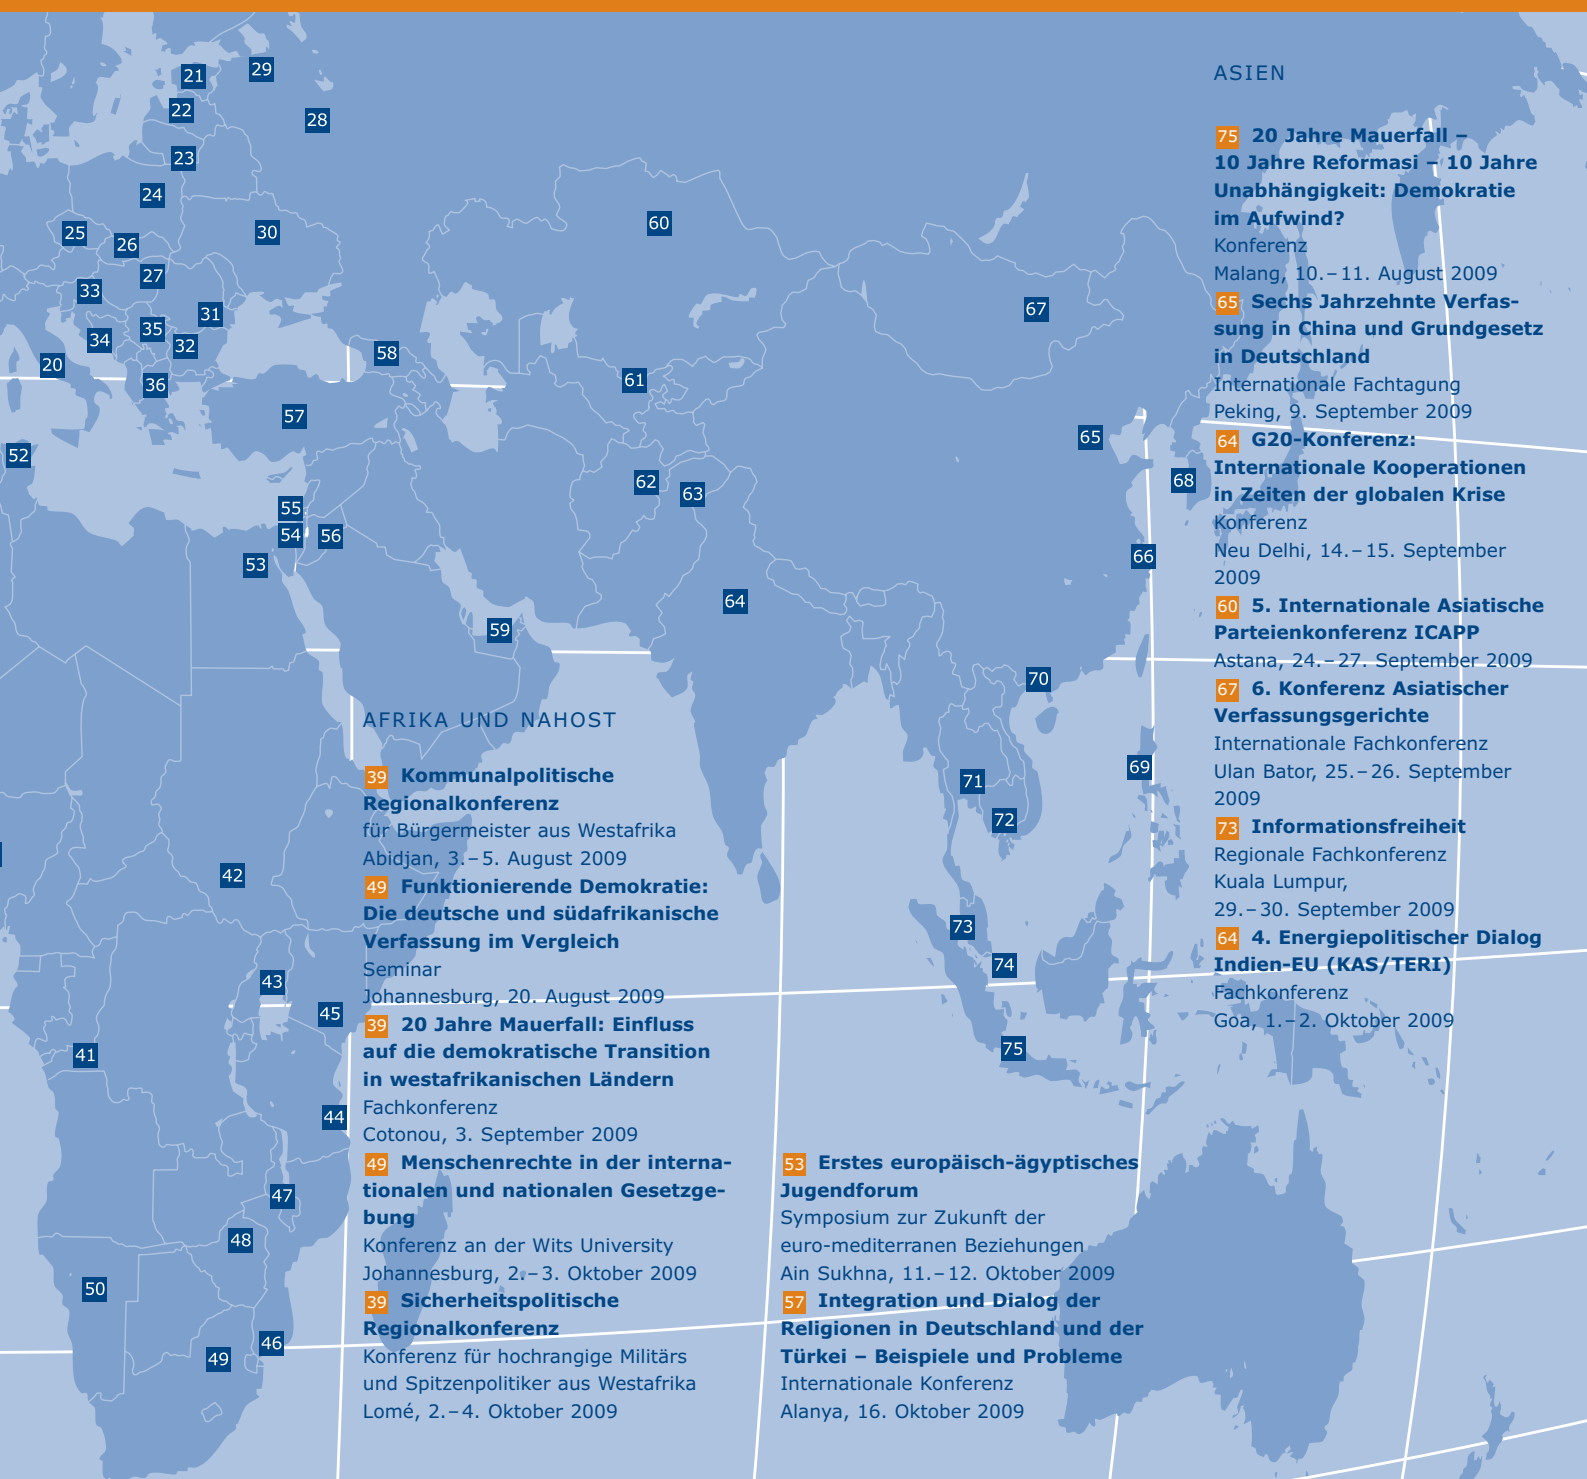 21
29
22
28
23
24
25
26
30
27
33
31
35
34
32
20
36
58
57
52
60
61
62
63
67
65
68
66
55
54
56
53
59
64
70
69
71
72
73
74
75
42
43
45
41
44
47
48
50
46
49
AFRIKA UND NAHOST
39 Kommunalpolitische
Regionalkonferenz
für Bürgermeister aus Westafrika
Abidjan, 3.–5. August 2009
49 Funktionierende Demokratie:
Die deutsche und südafrikanische
Verfassung im Vergleich
Seminar
Johannesburg, 20. August 2009
39 20 Jahre Mauerfall: Einfluss
auf die demokratische Transition
in westafrikanischen Ländern
Fachkonferenz
Cotonou, 3. September 2009
49 Menschenrechte in der interna-
tionalen und nationalen Gesetzge-
bung
Konferenz an der Wits University
Johannesburg, 2.–3. Oktober 2009
39 Sicherheitspolitische
Regionalkonferenz
Konferenz für hochrangige Militärs
und Spitzenpolitiker aus Westafrika
Lomé, 2.–4. Oktober 2009
53 Erstes europäisch-ägyptisches
Jugendforum
Symposium zur Zukunft der
euro-mediterranen Beziehungen
Ain Sukhna, 11.–12. Oktober 2009
57 Integration und Dialog der
Religionen in Deutschland und der
Türkei – Beispiele und Probleme
Internationale Konferenz
Alanya, 16. Oktober 2009
ASIEN
75 20 Jahre Mauerfall –
10 Jahre Reformasi – 10 Jahre
Unabhängigkeit: Demokratie
im Aufwind?
Konferenz
Malang, 10.–11. August 2009
65 Sechs Jahrzehnte Verfas-
sung in China und Grundgesetz
in Deutschland
Internationale Fachtagung
Peking, 9. September 2009
64 G20-Konferenz:
Internationale Kooperationen
in Zeiten der globalen Krise
Konferenz
Neu Delhi, 14.–15. September
2009
60 5. Internationale Asiatische
Parteienkonferenz ICAPP
Astana, 24.–27. September 2009
67 6. Konferenz Asiatischer
Verfassungsgerichte
Internationale Fachkonferenz
Ulan Bator, 25.–26. September
2009
73 Informationsfreiheit
Regionale Fachkonferenz
Kuala Lumpur,
29.–30. September 2009
64 4. Energiepolitischer Dialog
Indien-EU (KAS/TERI)
Fachkonferenz
Goa, 1.–2. Oktober 2009